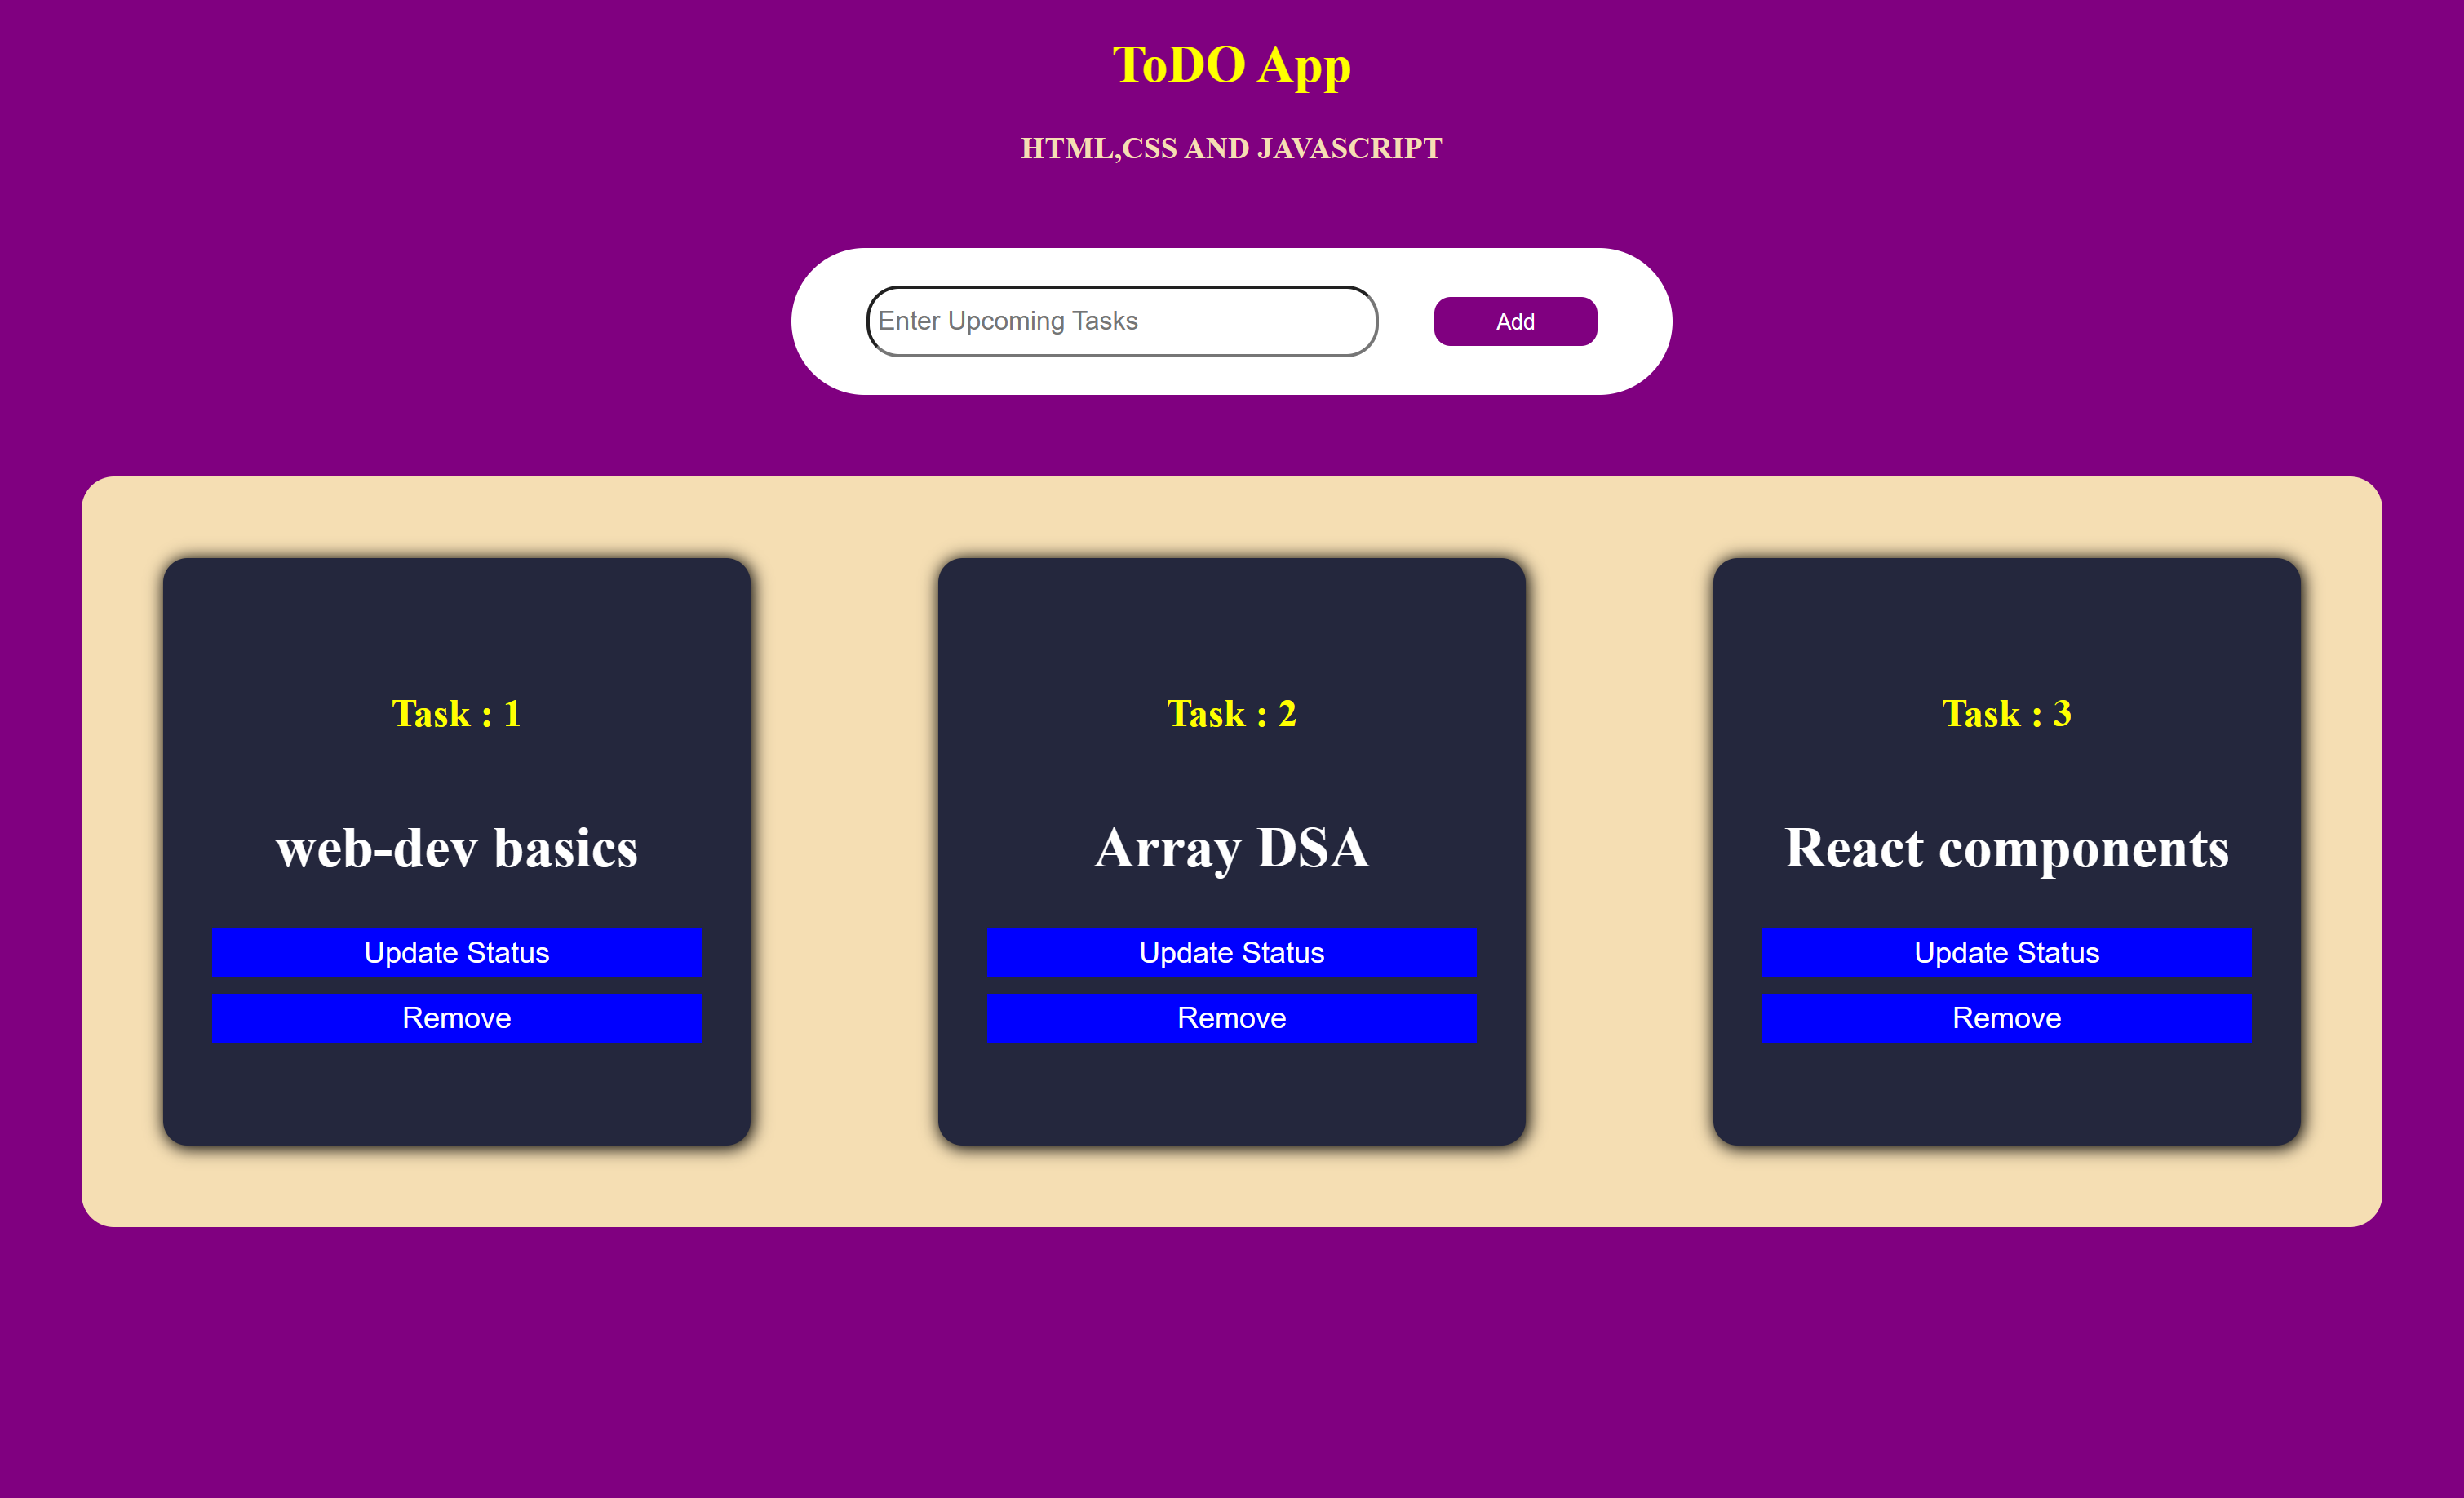 ToDO App
HTML,CSS AND JAVASCRIPT
Enter Upcoming Tasks
Add
Task : 1
web-dev basics
Update Status
Remove
Task : 2
Array DSA
Update Status
Remove
Task : 3
React components
Update Status
Remove